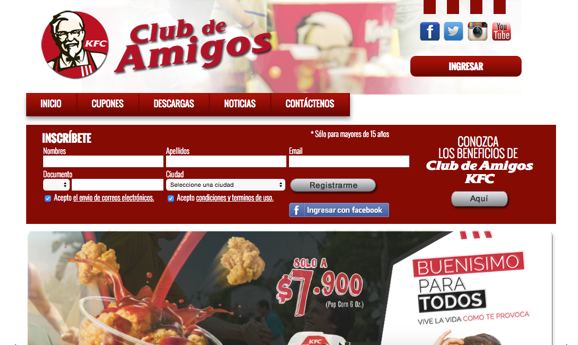 KFC
Club de
Amigos
f
You
Tube
INGRESAR
INICIO
CUPONES
DESCARGAS
NOTICIAS
CONTÁCTENOS
INSCRÍBETE
* Sólo para mayores de 15 años
Nombres
Apellidos
Email
Documento
Ciudad
Seleccione una ciudad
Registrarme
Acepto el envío de correos electrónicos.
Acepto condiciones y terminos de uso.
f Ingresar con facebook
CONOZCA
LOS BENEFICIOS DE
Club de Amigos
KFC
Aquí
SOLO A
$7.900
(Pop Corn 6 Oz.)
KFC
BUENISIMO
PARA
TODOS
VIVE LA VIDA COMO TE PROVOCA